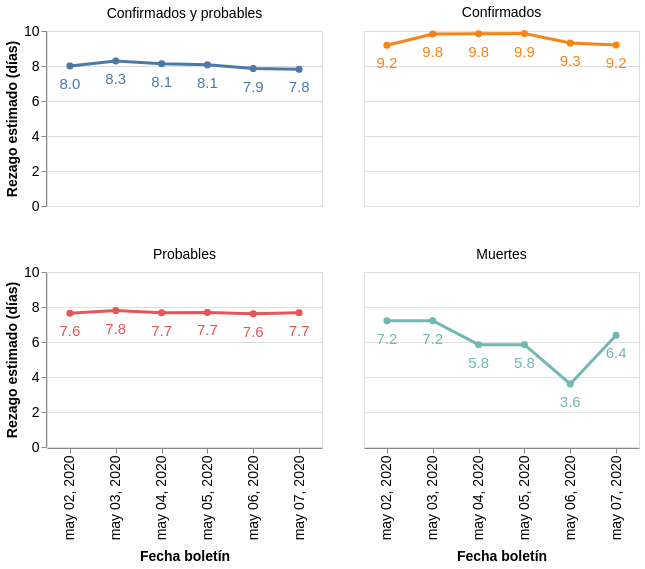 Confirmados y probables
Confirmados
Rezago estimado (días)
10
8
6
4
2
0
8.0
8.3
8.1
8.1
7.9
7.8
9.2
9.8
9.8
9.9
9.3
9.2
Probables
Muertes
Rezago estimado (días)
10
8
6
4
2
0
7.6
7.8
7.7
7.7
7.6
7.7
7.2
7.2
5.8
5.8
3.6
6.4
may 02, 2020
may 03, 2020
may 04, 2020
may 05, 2020
may 06, 2020
may 07, 2020
may 02, 2020
may 03, 2020
may 04, 2020
may 05, 2020
may 06, 2020
may 07, 2020
Fecha boletín
Fecha boletín